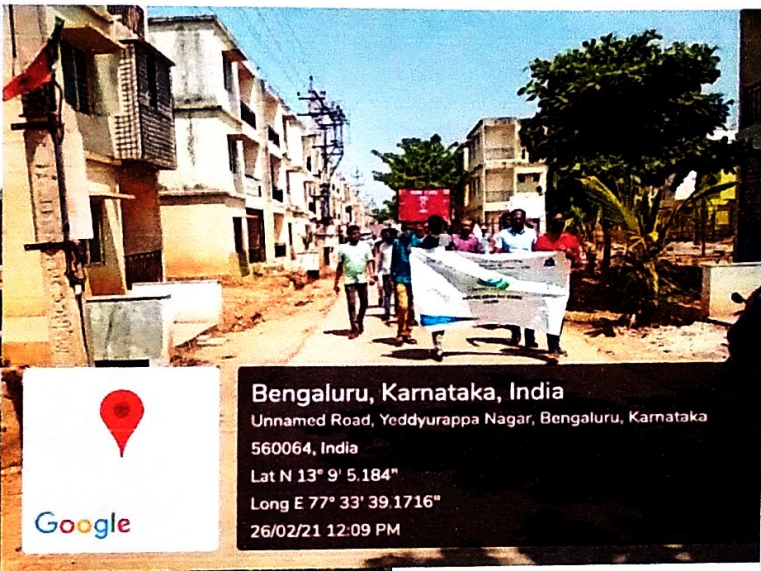 Bengaluru, Karnataka, India
Unnamed Road, Yeddyurappa Nagar, Bengaluru, Karnataka
560064, India
Lat N 13° 9' 5.184"
Long E 77° 33' 39.1716"
26/02/21 12:09 PM
Google